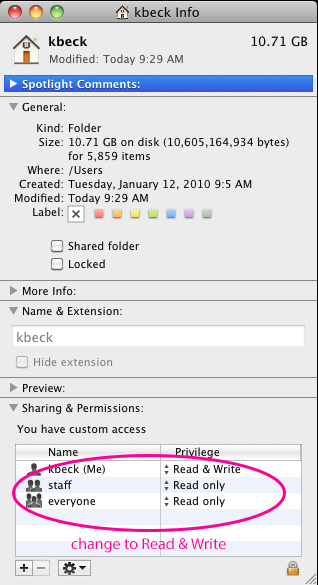 kbeck Info
kbeck 10.71 GB
Modified: Today 9:29 AM
Spotlight Comments:
General:
Kind: Folder
Size: 10.71 GB on disk (10,605,164,934 bytes)
for 5,859 items
Where: /Users
Created: Tuesday, January 12, 2010 9:5 AM
Modified: Today 9:29 AM
Label:
Shared folder
Locked
More Info:
Name & Extension:
kbeck
Hide extension
Preview:
Sharing & Permissions:
You have custom access
Name Privilege
kbeck (Me) Read & Write
staff Read only
everyone Read only
change to Read & Write